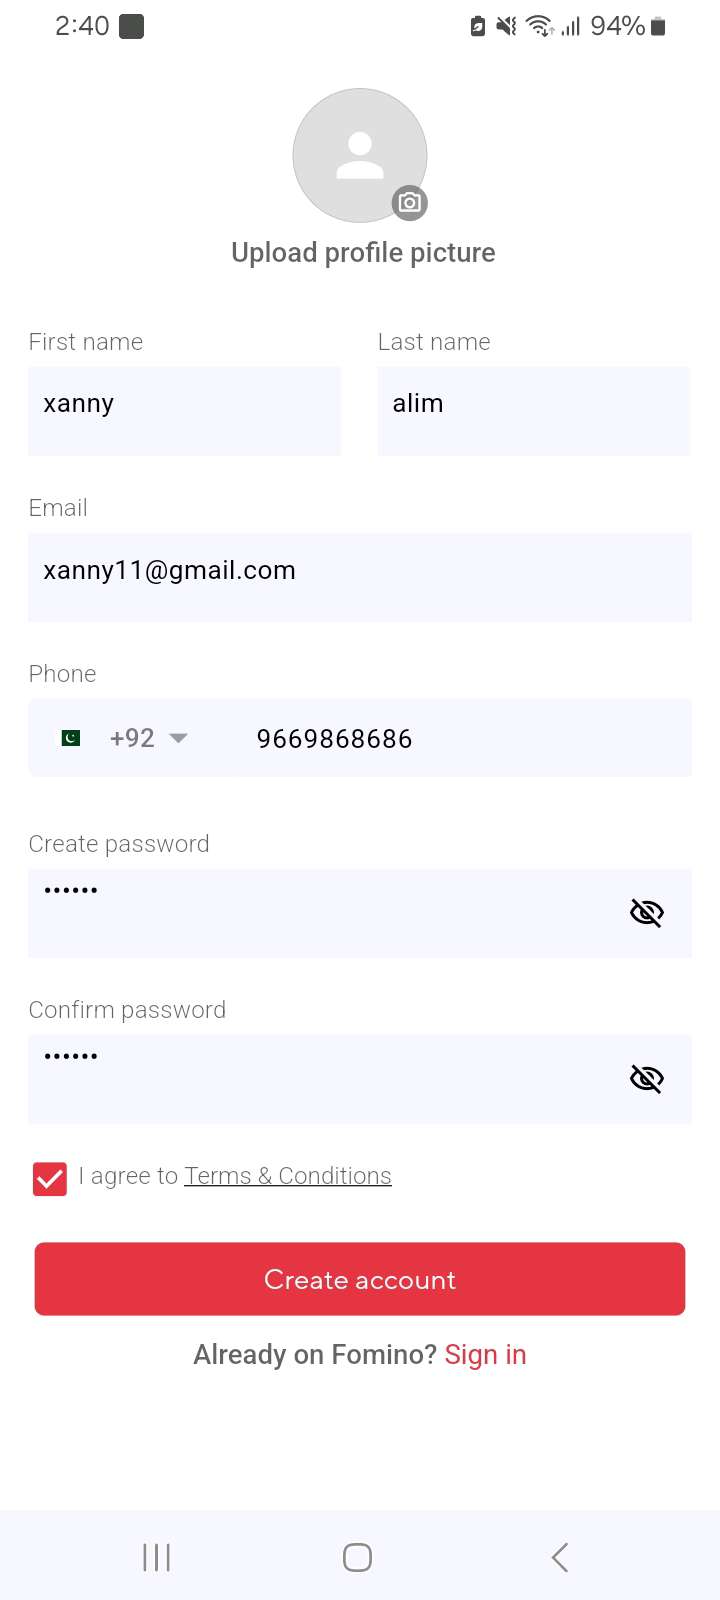 2:40 94%
Upload profile picture
First name Last name
xanny alim
Email
xanny11@gmail.com
Phone
+92 9669868686
Create password
••••••
Confirm password
••••••
I agree to Terms & Conditions
Create account
Already on Fomino? Sign in